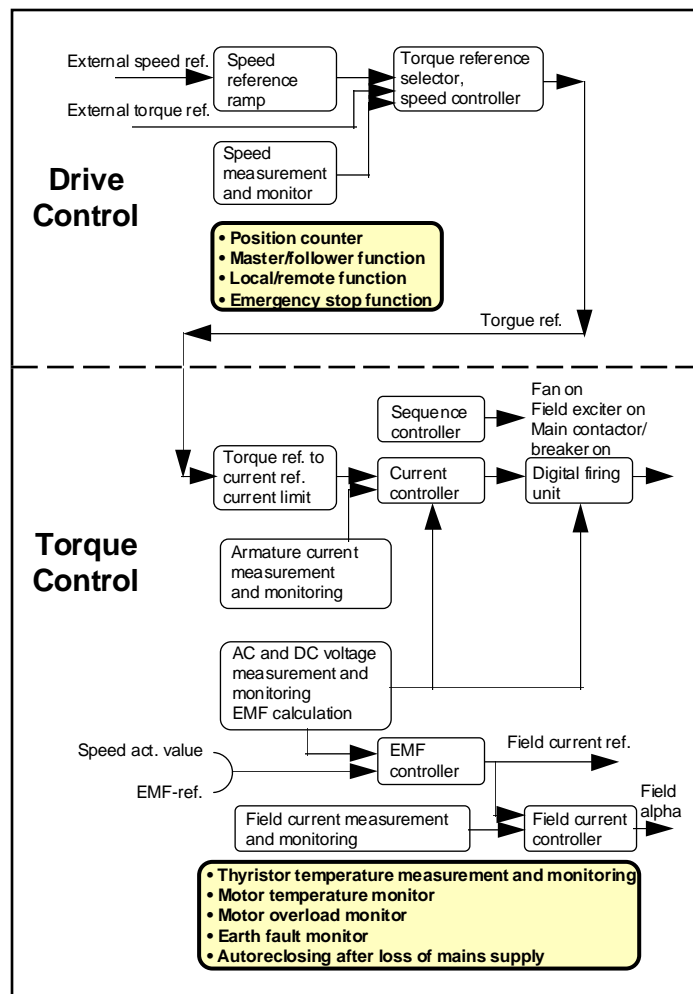 External speed ref.
Speed
reference
ramp
Torque reference
selector,
speed controller
External torque ref.
Speed
measurement
and monitor
Drive
Control
• Position counter
• Master/follower function
• Local/remote function
• Emergency stop function
Torgue ref.
Sequence
controller
Fan on
Field exciter on
Main contactor/
breaker on
Torque ref. to
current ref.
current limit
Current
controller
Digital firing
unit
Torque
Control
Armature current
measurement
and monitoring
AC and DC voltage
measurement and
monitoring
EMF calculation
Speed act. value
EMF-ref.
EMF
controller
Field current ref.
Field current measurement
and monitoring
Field current
controller
Field
alpha
• Thyristor temperature measurement and monitoring
• Motor temperature monitor
• Motor overload monitor
• Earth fault monitor
• Autoreclosing after loss of mains supply